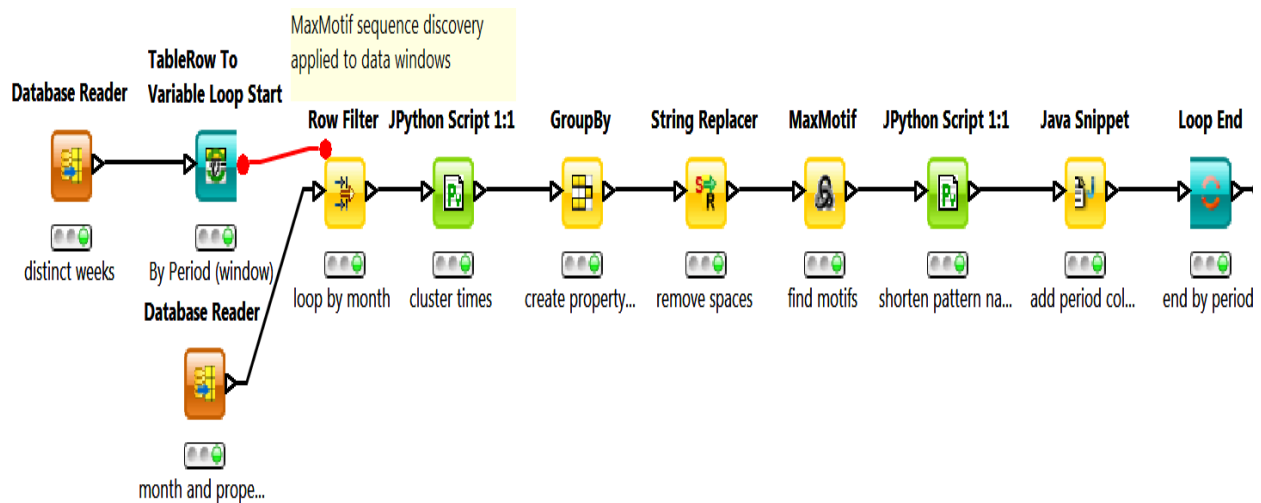 MaxMotif sequence discovery
applied to data windows
TableRow To
Variable Loop Start
Database Reader
Row Filter
JPython Script 1:1
GroupBy
String Replacer
MaxMotif
JPython Script 1:1
Java Snippet
Loop End
distinct weeks
By Period (window)
loop by month
cluster times
create property...
remove spaces
find motifs
shorten pattern na...
add period col...
end by period
Database Reader
month and prope...